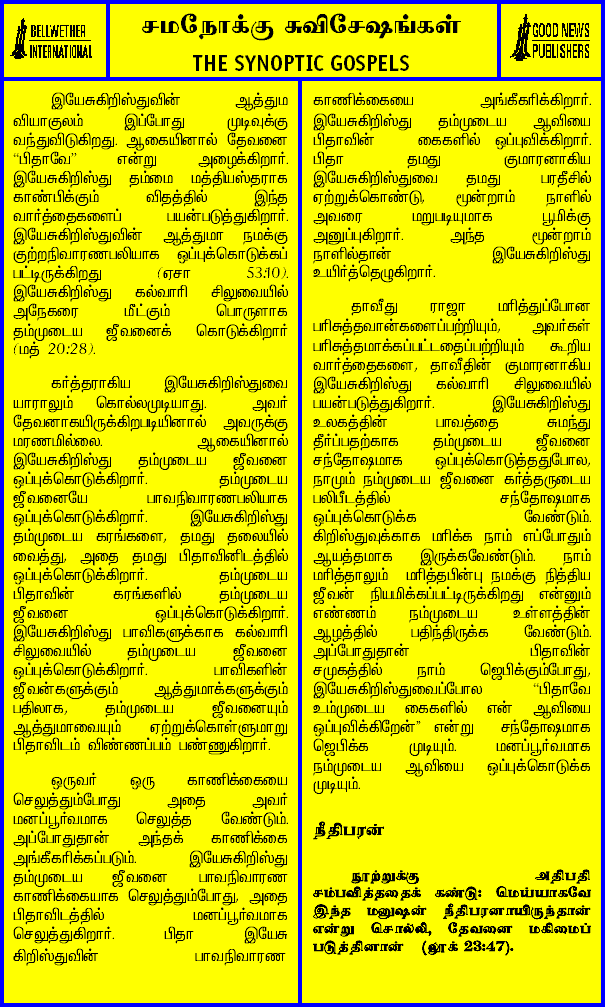 BELLWETHER
INTERNATIONAL
சமநோக்கு சுவிசேஷங்கள்
THE SYNOPTIC GOSPELS
GOOD NEWS
PUBLISHERS
இயேசுகிறிஸ்துவின் ஆத்தும
வியாகுலம் இப்போது முடிவுக்கு
வந்துவிடுகிறது. ஆகையினால் தேவனை
“பிதாவே” என்று அழைக்கிறார்.
இயேசுகிறிஸ்து தம்மை மத்தியஸ்தராக
காண்பிக்கும் விதத்தில் இந்த
வார்த்தைகளைப் பயன்படுத்துகிறார்.
இயேசுகிறிஸ்துவின் ஆத்துமா நமக்கு
குற்றநிவாரணபலியாக ஒப்புக்கொடுக்கப்
பட்டிருக்கிறது (ஏசா 53:10).
இயேசுகிறிஸ்து கல்வாரி சிலுவையில்
அநேகரை மீட்கும் பொருளாக
தம்முடைய ஜீவனைக் கொடுக்கிறார்
(மத் 20:28).
கர்த்தராகிய இயேசுகிறிஸ்துவை
யாராலும் கொல்லமுடியாது. அவர்
தேவனாகயிருக்கிறபடியினால் அவருக்கு
மரணமில்லை. ஆகையினால்
இயேசுகிறிஸ்து தம்முடைய ஜீவனை
ஒப்புக்கொடுக்கிறார். தம்முடைய
ஜீவனையே பாவநிவாரணபலியாக
ஒப்புக்கொடுக்கிறார். இயேசுகிறிஸ்து
தம்முடைய கரங்களை, தமது தலையில்
வைத்து, அதை தமது பிதாவினிடத்தில்
ஒப்புக்கொடுக்கிறார். தம்முடைய
பிதாவின் கரங்களில் தம்முடைய
ஜீவனை ஒப்புக்கொடுக்கிறார்.
இயேசுகிறிஸ்து பாவிகளுக்காக கல்வாரி
சிலுவையில் தம்முடைய ஜீவனை
ஒப்புக்கொடுக்கிறார். பாவிகளின்
ஜீவன்களுக்கும் ஆத்துமாக்களுக்கும்
பதிலாக, தம்முடைய ஜீவனையும்
ஆத்துமாவையும் ஏற்றுக்கொள்ளுமாறு
பிதாவிடம் விண்ணப்பம் பண்ணுகிறார்.
ஒருவர் ஒரு காணிக்கையை
செலுத்தும்போது அதை அவர்
மனப்பூர்வமாக செலுத்த வேண்டும்.
அப்போதுதான் அந்தக் காணிக்கை
அங்கீகரிக்கப்படும். இயேசுகிறிஸ்து
தம்முடைய ஜீவனை பாவநிவாரண
காணிக்கையாக செலுத்தும்போது, அதை
பிதாவிடத்தில் மனப்பூர்வமாக
செலுத்துகிறார். பிதா இயேசு
கிறிஸ்துவின் பாவநிவாரண
காணிக்கையை அங்கீகரிக்கிறார்.
இயேசுகிறிஸ்து தம்முடைய ஆவியை
பிதாவின் கைகளில் ஒப்புவிக்கிறார்.
பிதா தமது குமாரனாகிய
இயேசுகிறிஸ்துவை தமது பரதீசில்
ஏற்றுக்கொண்டு, மூன்றாம் நாளில்
அவரை மறுபடியுமாக பூமிக்கு
அனுப்புகிறார். அந்த மூன்றாம்
நாளில்தான் இயேசுகிறிஸ்து
உயிர்த்தெழுகிறார்.
தாவீது ராஜா மரித்துப்போன
பரிசுத்தவான்களைப்பற்றியும், அவர்கள்
பரிசுத்தமாக்கப்பட்டதைப்பற்றியும் கூறிய
வார்த்தைகளை, தாவீதின் குமாரனாகிய
இயேசுகிறிஸ்து கல்வாரி சிலுவையில்
பயன்படுத்துகிறார். இயேசுகிறிஸ்து
உலகத்தின் பாவத்தை சுமந்து
தீர்ப்பதற்காக தம்முடைய ஜீவனை
சந்தோஷமாக ஒப்புக்கொடுத்ததுபோல,
நாமும் நம்முடைய ஜீவனை கர்த்தருடைய
பலிபீடத்தில் சந்தோஷமாக
ஒப்புக்கொடுக்க வேண்டும்.
கிறிஸ்துவுக்காக மரிக்க நாம் எப்போதும்
ஆயத்தமாக இருக்கவேண்டும். நாம்
மரித்தாலும் மரித்தபின்பு நமக்கு நித்திய
ஜீவன் நியமிக்கப்பட்டிருக்கிறது என்னும்
எண்ணம் நம்முடைய உள்ளத்தின்
ஆழத்தில் பதிந்திருக்க வேண்டும்.
அப்போதுதான் பிதாவின்
சமுகத்தில் நாம் ஜெபிக்கும்போது,
இயேசுகிறிஸ்துவைப்போல “பிதாவே
உம்முடைய கைகளில் என் ஆவியை
ஒப்புவிக்கிறேன்” என்று சந்தோஷமாக
ஜெபிக்க முடியும். மனப்பூர்வமாக
நம்முடைய ஆவியை ஒப்புக்கொடுக்க
முடியும்.
நீதிபரன்
நூற்றுக்கு அதிபதி
சம்பவித்ததைக் கண்டு: மெய்யாகவே
இந்த மனுஷன் நீதிபரனாயிருந்தான்
என்று சொல்லி, தேவனை மகிமைப்
படுத்தினான் (லூக் 23:47).